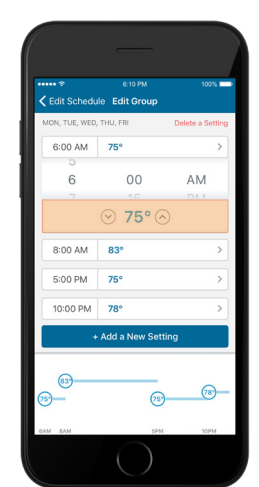 6:10 PM 100%
Edit Schedule Edit Group
MON, TUE, WED, THU, FRI Delete a Setting
6:00 AM 75°
5
6 00 AM
7 15 PM
75°
8:00 AM 83°
5:00 PM 75°
10:00 PM 78°
+ Add a New Setting
83°
75° 75° 78°
6AM 8AM 5PM 10PM